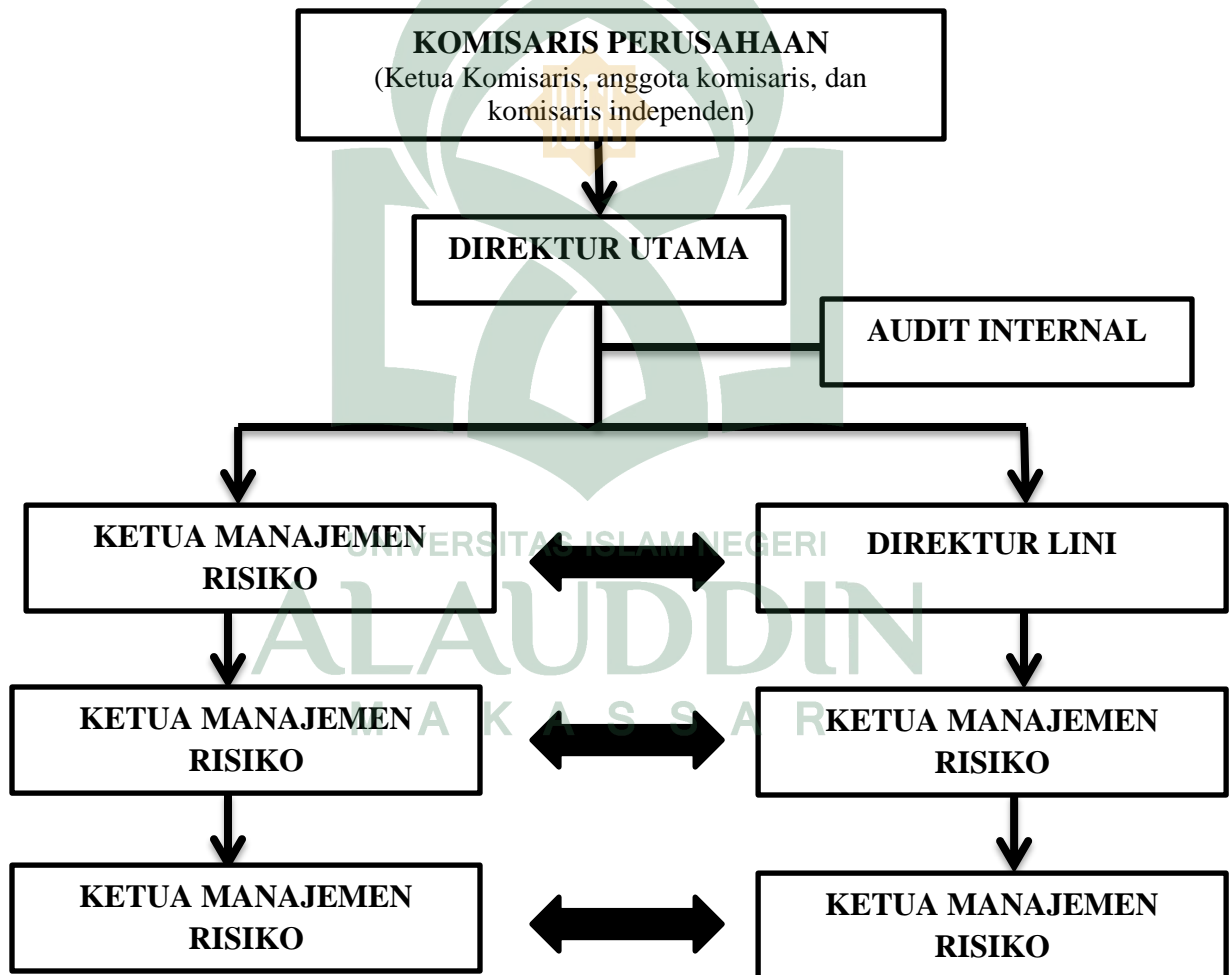 KOMISARIS PERUSAHAAN
(Ketua Komisaris, anggota komisaris, dan
komisaris independen)
DIREKTUR UTAMA
AUDIT INTERNAL
KETUA MANAJEMEN
RISIKO
DIREKTUR LINI
UNIVERSITAS ISLAM NEGERI
ALAUDDIN
MAKASSAR
KETUA MANAJEMEN
RISIKO
KETUA MANAJEMEN
RISIKO
KETUA MANAJEMEN
RISIKO
KETUA MANAJEMEN
RISIKO